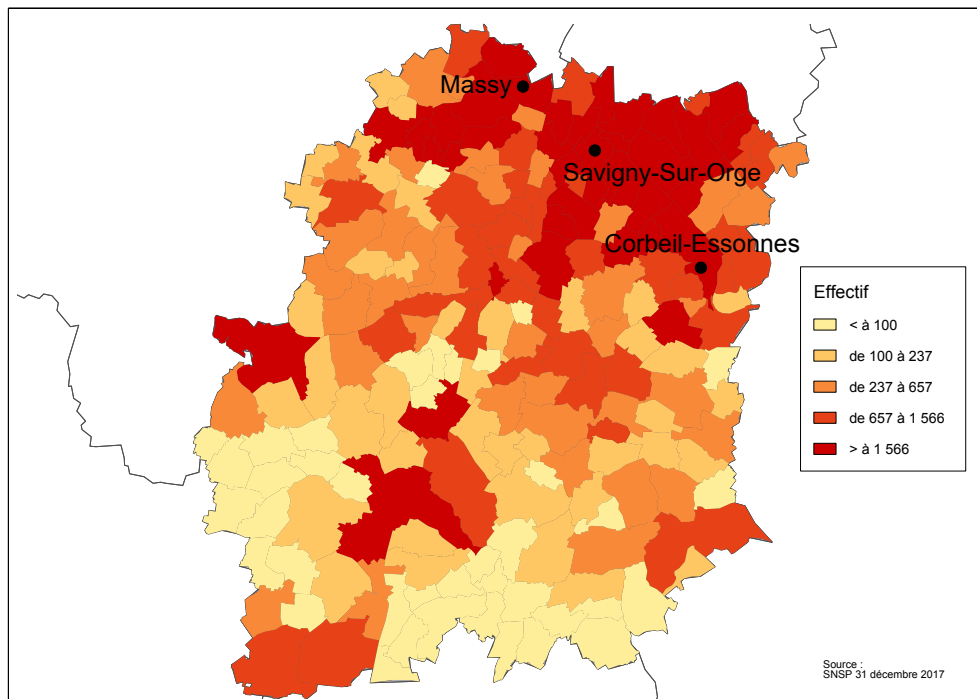 Massy
Savigny-Sur-Orge
Corbeil-Essonnes
Effectif
< à 100
de 100 à 237
de 237 à 657
de 657 à 1 566
> à 1 566
Source :
SNSP 31 décembre 2017